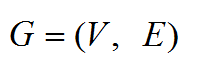 G = (V, E)